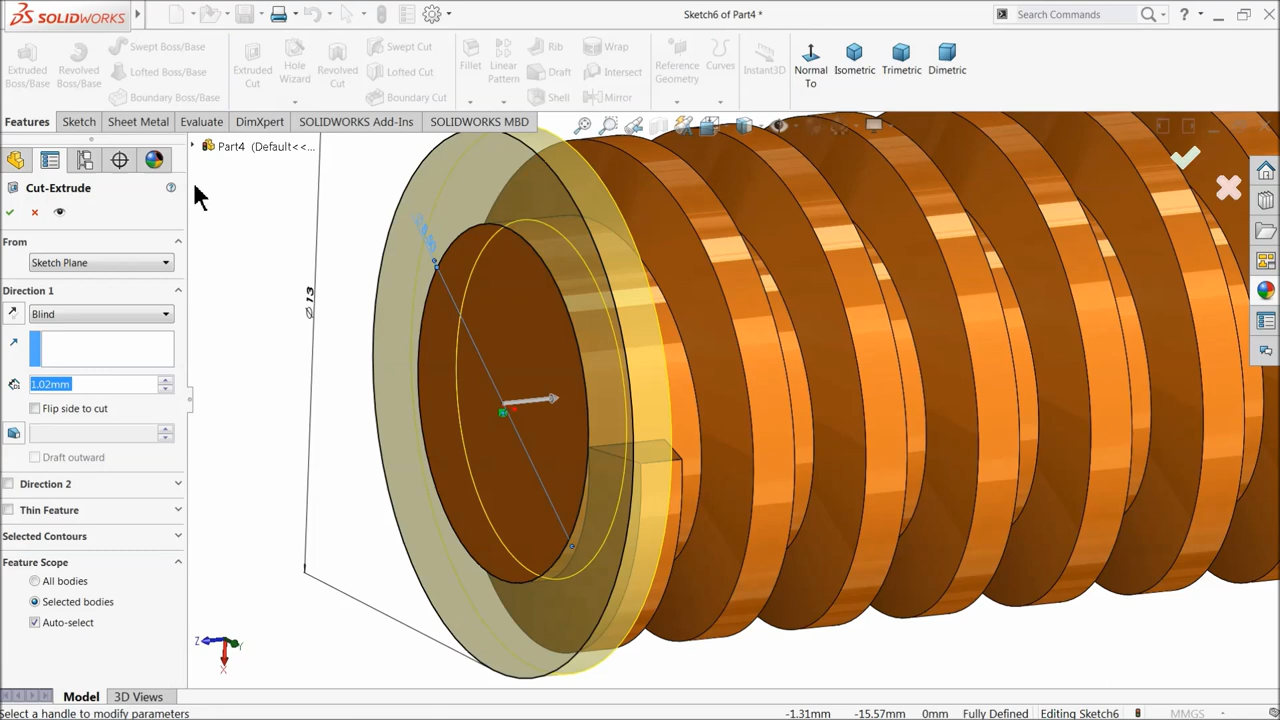 SOLIDWORKS
Sketch6 of Part4 *
Search Commands
Extruded Boss/Base
Revolved Boss/Base
Swept Boss/Base
Lofted Boss/Base
Boundary Boss/Base
Extruded Cut
Hole Wizard
Revolved Cut
Swept Cut
Lofted Cut
Boundary Cut
Fillet
Linear Pattern
Rib
Draft
Shell
Wrap
Intersect
Mirror
Reference Geometry
Curves
Instant3D
Normal To
Isometric
Trimetric
Dimetric
Features Sketch Sheet Metal Evaluate DimXpert SOLIDWORKS Add-Ins SOLIDWORKS MBD
Part4 (Default<<...
Cut-Extrude
From
Sketch Plane
Direction 1
Blind
1.02mm
Flip side to cut
Draft outward
Direction 2
Thin Feature
Selected Contours
Feature Scope
All bodies
Selected bodies
Auto-select
Ø13
Z
Y
X
Model 3D Views
Select a handle to modify parameters
-1.31mm -15.57mm 0mm Fully Defined Editing Sketch6 MMGS